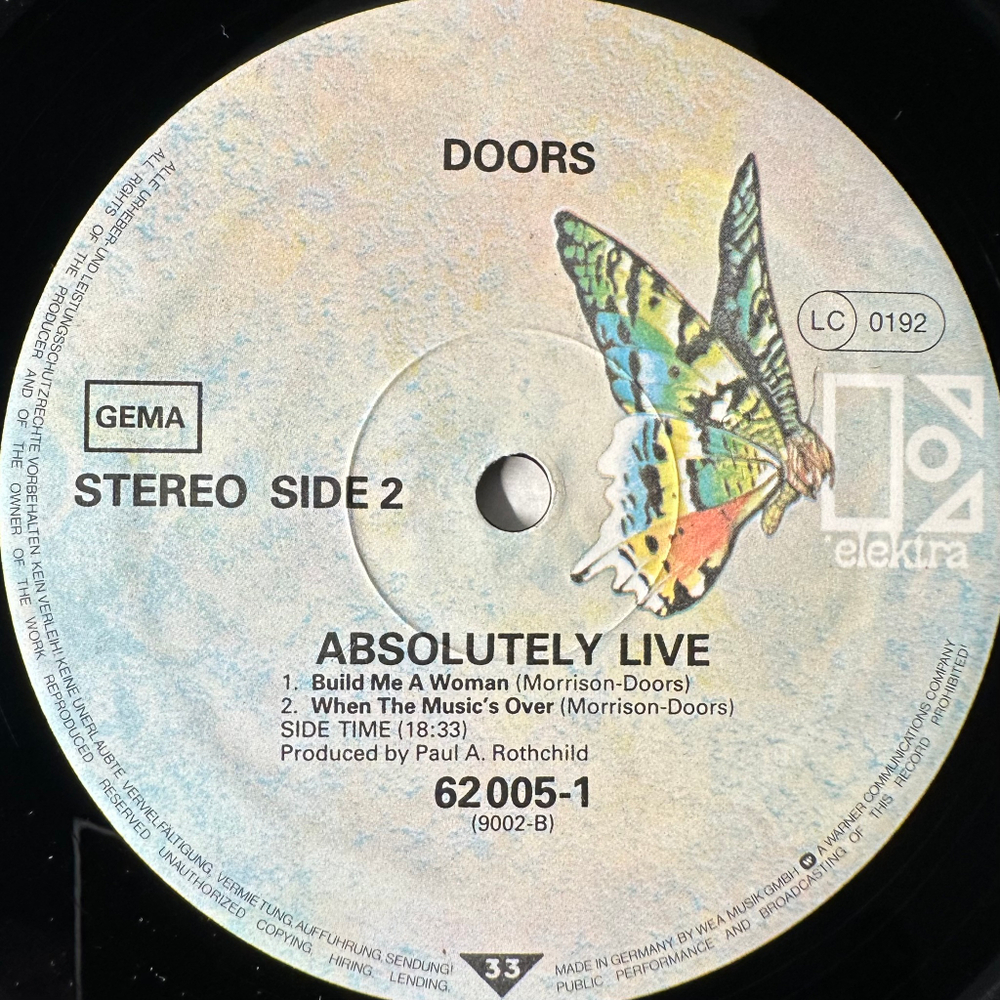 DOORS
LC 0192
GEMA
STEREO SIDE 2
elektra
ABSOLUTELY LIVE
1. Build Me A Woman (Morrison-Doors)
2. When The Music's Over (Morrison-Doors)
SIDE TIME (18:33)
Produced by Paul A. Rothchild
62 005-1
(9002-B)
33
ALLE URHEBER- UND LEISTUNGSSCHUTZRECHTE VORBEHALTEN. KEIN VERLEIH! KEINE UNERLAUBTE VERVIELFÄLTIGUNG, VERMIETUNG, AUFFÜHRUNG, SENDUNG!
ALL RIGHTS OF THE PRODUCER AND OF THE OWNER OF THE WORK REPRODUCED RESERVED UNAUTHORIZED COPYING, HIRING, LENDING,
MADE IN GERMANY BY WEA MUSIK GMBH A WARNER COMMUNICATIONS COMPANY
PUBLIC PERFORMANCE AND BROADCASTING OF THIS RECORD PROHIBITED!